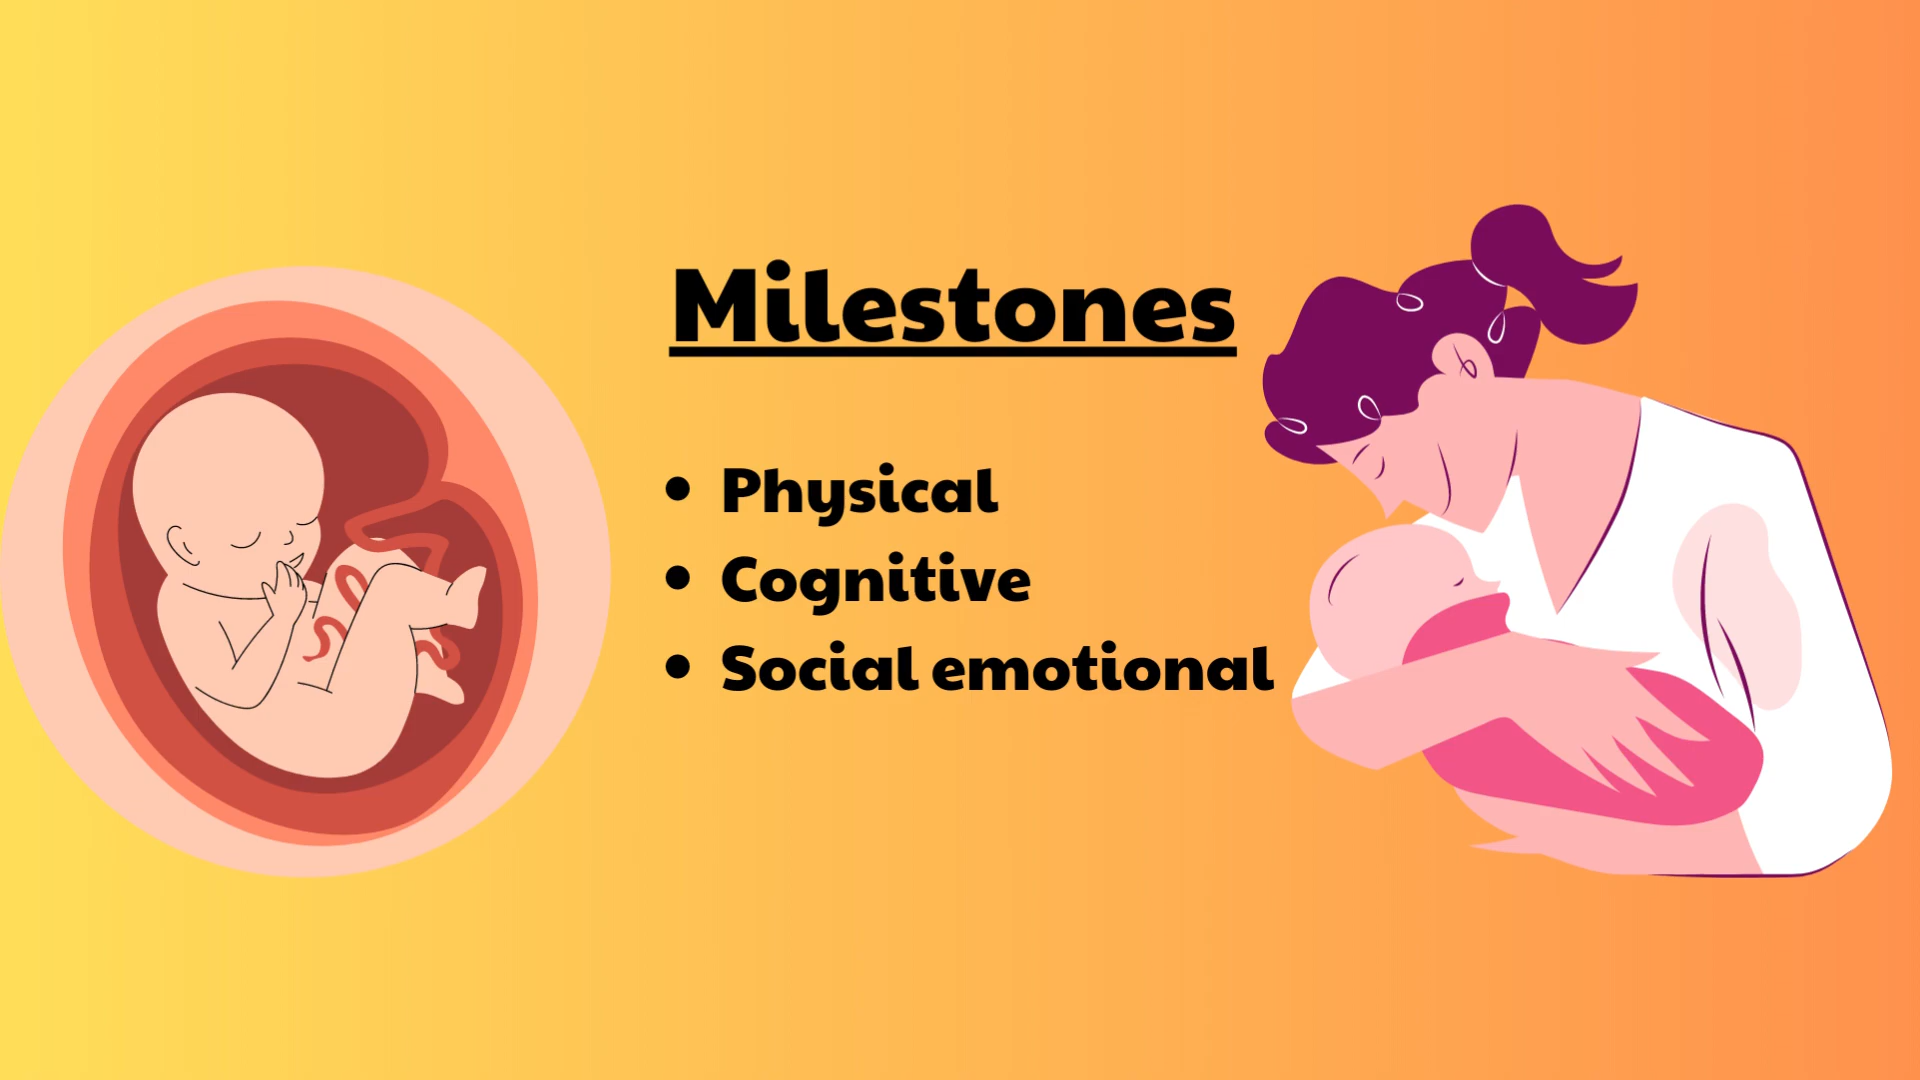 Milestones
• Physical
• Cognitive
• Social emotional